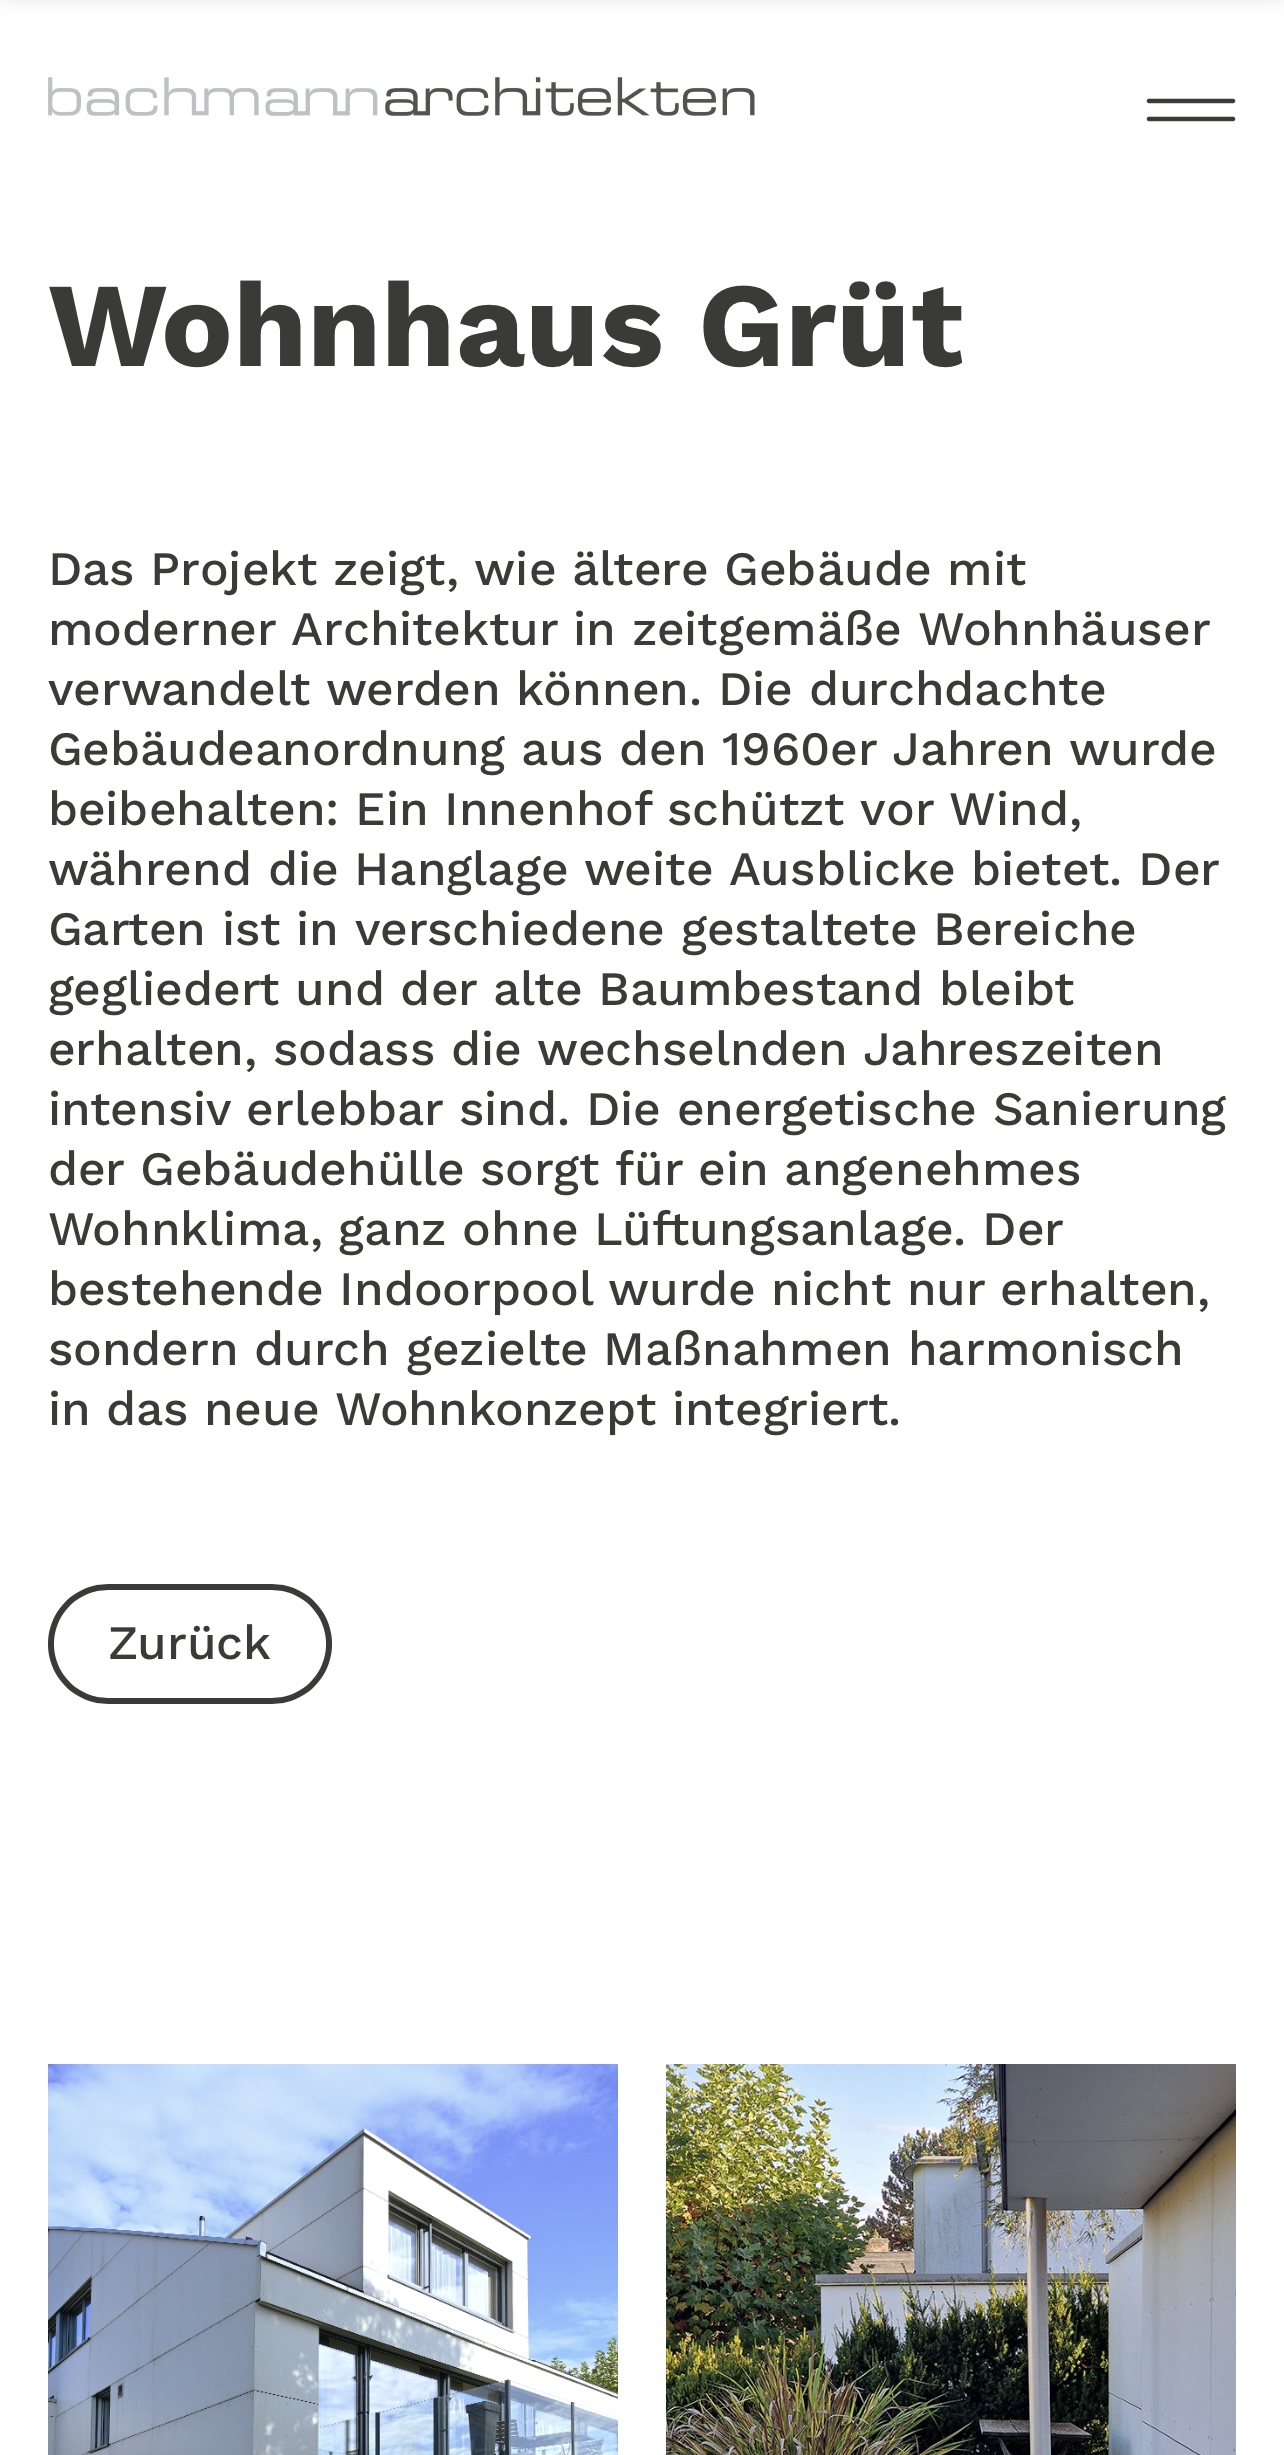 bachmannarchitekten
Wohnhaus Grüt
Das Projekt zeigt, wie ältere Gebäude mit
moderner Architektur in zeitgemäße Wohnhäuser
verwandelt werden können. Die durchdachte
Gebäudeanordnung aus den 1960er Jahren wurde
beibehalten: Ein Innenhof schützt vor Wind,
während die Hanglage weite Ausblicke bietet. Der
Garten ist in verschiedene gestaltete Bereiche
gegliedert und der alte Baumbestand bleibt
erhalten, sodass die wechselnden Jahreszeiten
intensiv erlebbar sind. Die energetische Sanierung
der Gebäudehülle sorgt für ein angenehmes
Wohnklima, ganz ohne Lüftungsanlage. Der
bestehende Indoorpool wurde nicht nur erhalten,
sondern durch gezielte Maßnahmen harmonisch
in das neue Wohnkonzept integriert.
Zurück